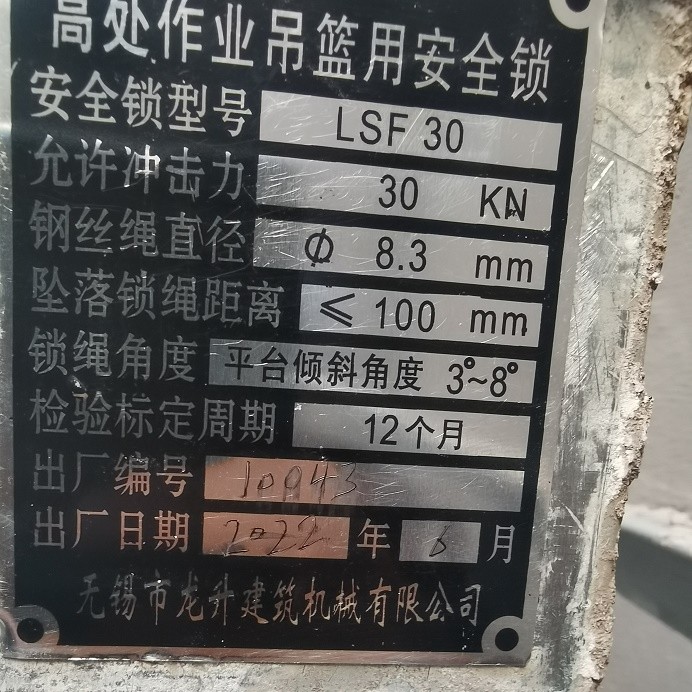 高处作业吊篮用安全锁
安全锁型号 LSF 30
允许冲击力 30 KN
钢丝绳直径 Φ 8.3 mm
坠落锁绳距离 ≤ 100 mm
锁绳角度 平台倾斜角度 3°~8°
检验标定周期 12个月
出厂编号 10943
出厂日期 2022 年 6 月
无锡市龙升建筑机械有限公司